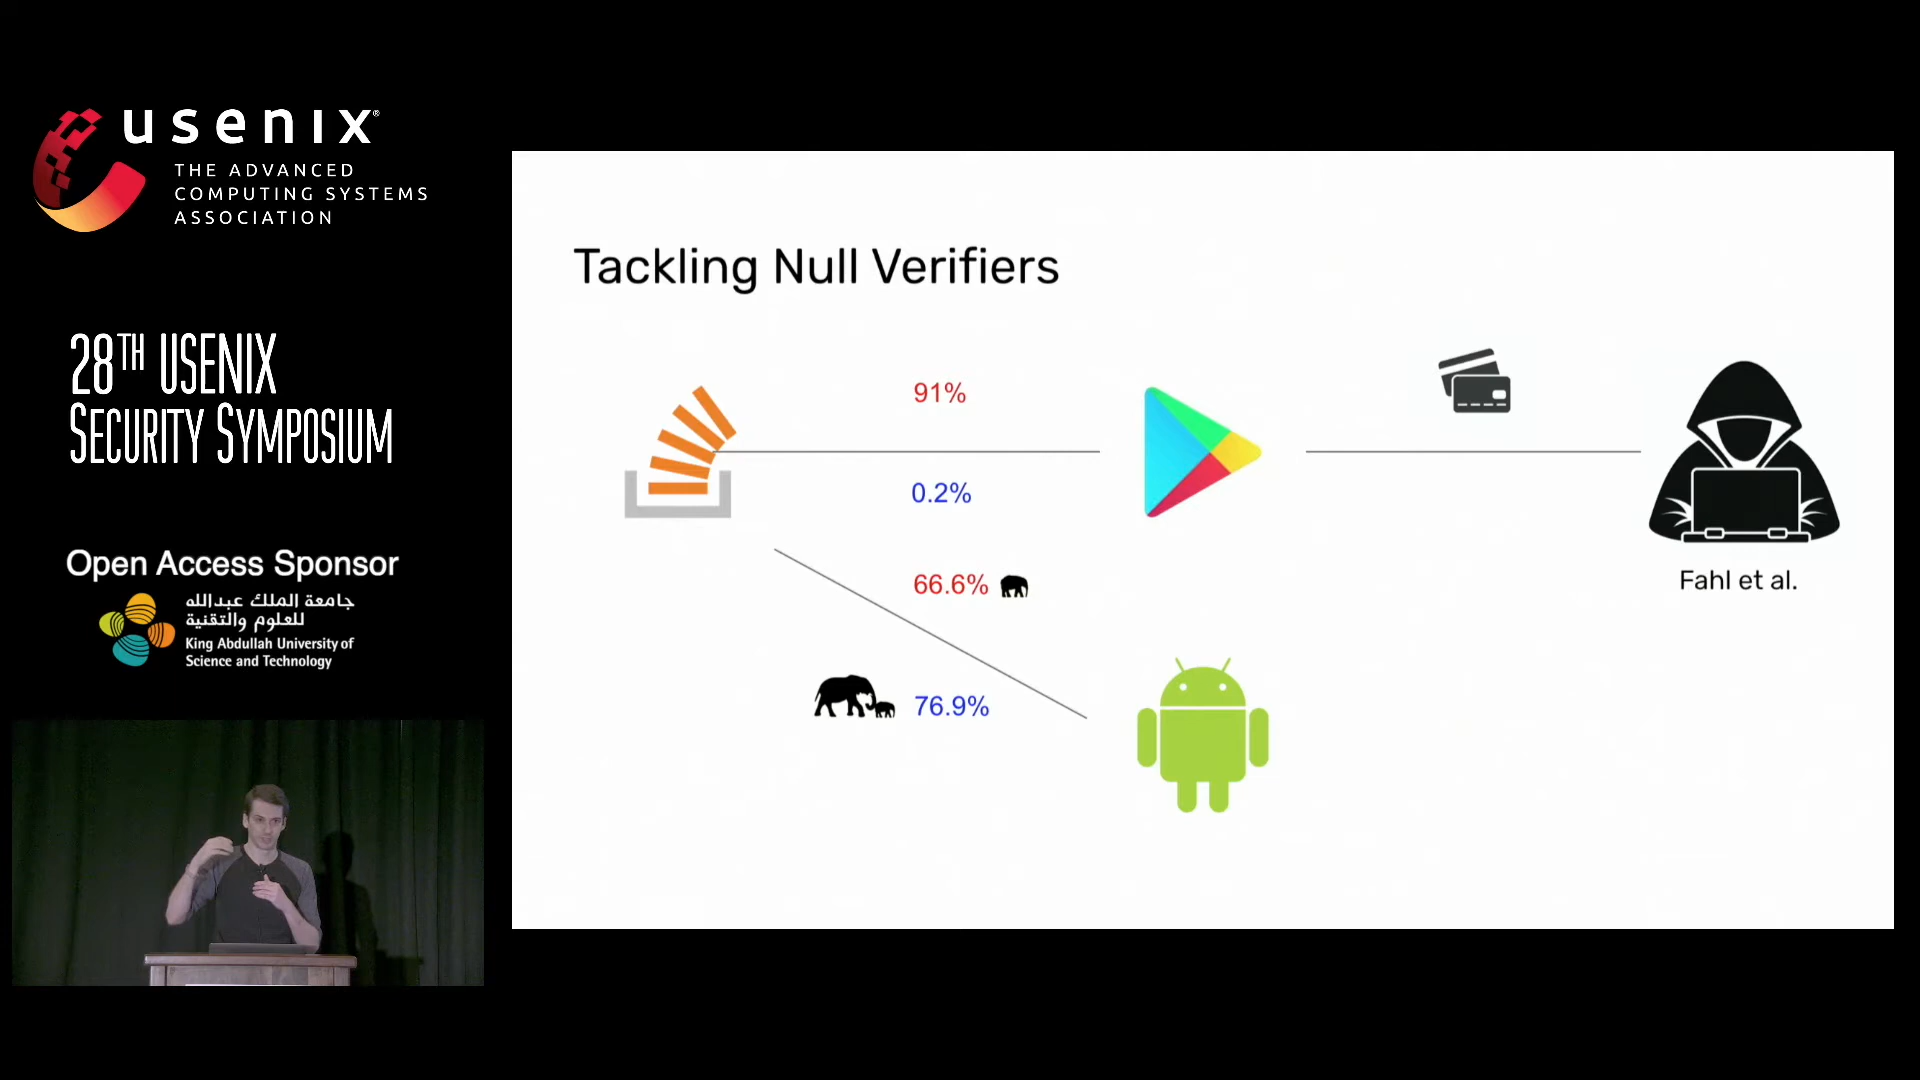 usenix®
THE ADVANCED
COMPUTING SYSTEMS
ASSOCIATION
28TH USENIX
SECURITY SYMPOSIUM
Open Access Sponsor
جامعة الملك عبدالله
للعلوم والتقنية
King Abdullah University of
Science and Technology
Tackling Null Verifiers
91%
0.2%
66.6%
76.9%
Fahl et al.